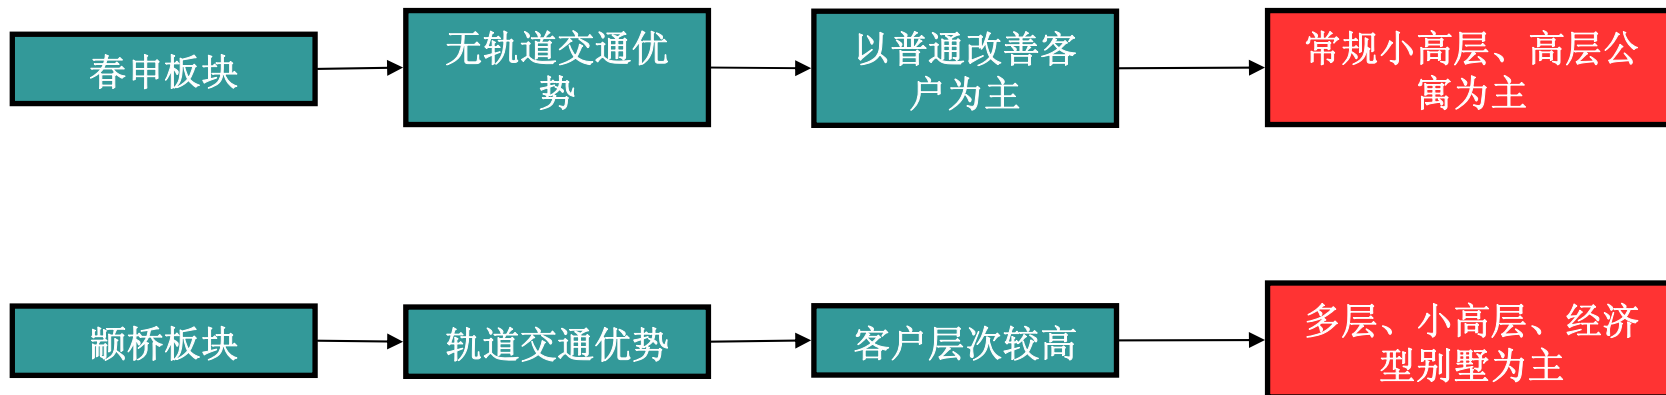 春申板块
无轨道交通优
势
以普通改善客
户为主
常规小高层、高层公
寓为主
颛桥板块
轨道交通优势
客户层次较高
多层、小高层、经济
型别墅为主